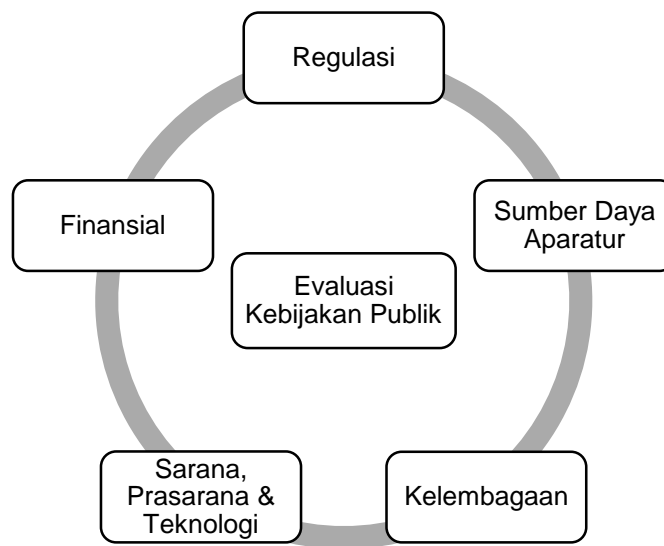 Regulasi
Finansial
Sumber Daya
Aparatur
Evaluasi
Kebijakan Publik
Sarana,
Prasarana &
Teknologi
Kelembagaan